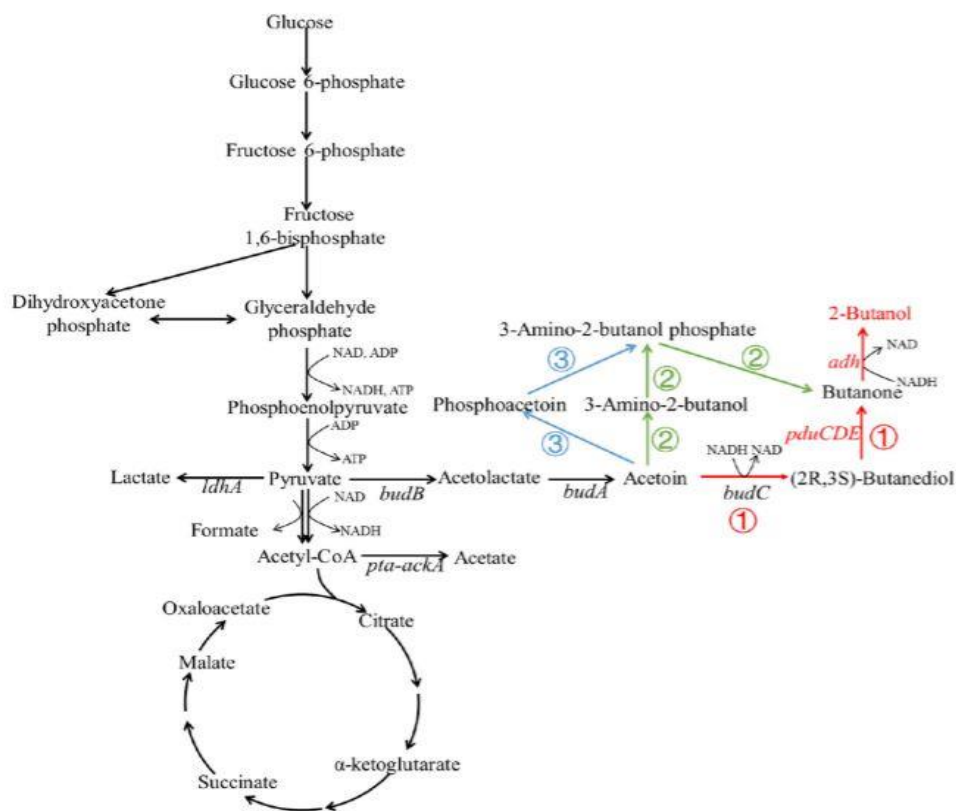 Glucose
Glucose 6-phosphate
Fructose 6-phosphate
Fructose
1,6-bisphosphate
Dihydroxyacetone
phosphate
Glyceraldehyde
phosphate
NAD, ADP
NADH, ATP
Phosphoenolpyruvate
ADP
ATP
Lactate
ldhA
Pyruvate
budB
Acetolactate
budA
Acetoin
NADH NAD
budC
①
(2R,3S)-Butanediol
3-Amino-2-butanol phosphate
③
②
②
Phosphoacetoin
3-Amino-2-butanol
③
②
2-Butanol
adh
NAD
NADH
Butanone
pduCDE
①
NAD
NADH
Formate
Acetyl-CoA
pta-ackA
Acetate
Oxaloacetate
Citrate
Malate
α-ketoglutarate
Succinate